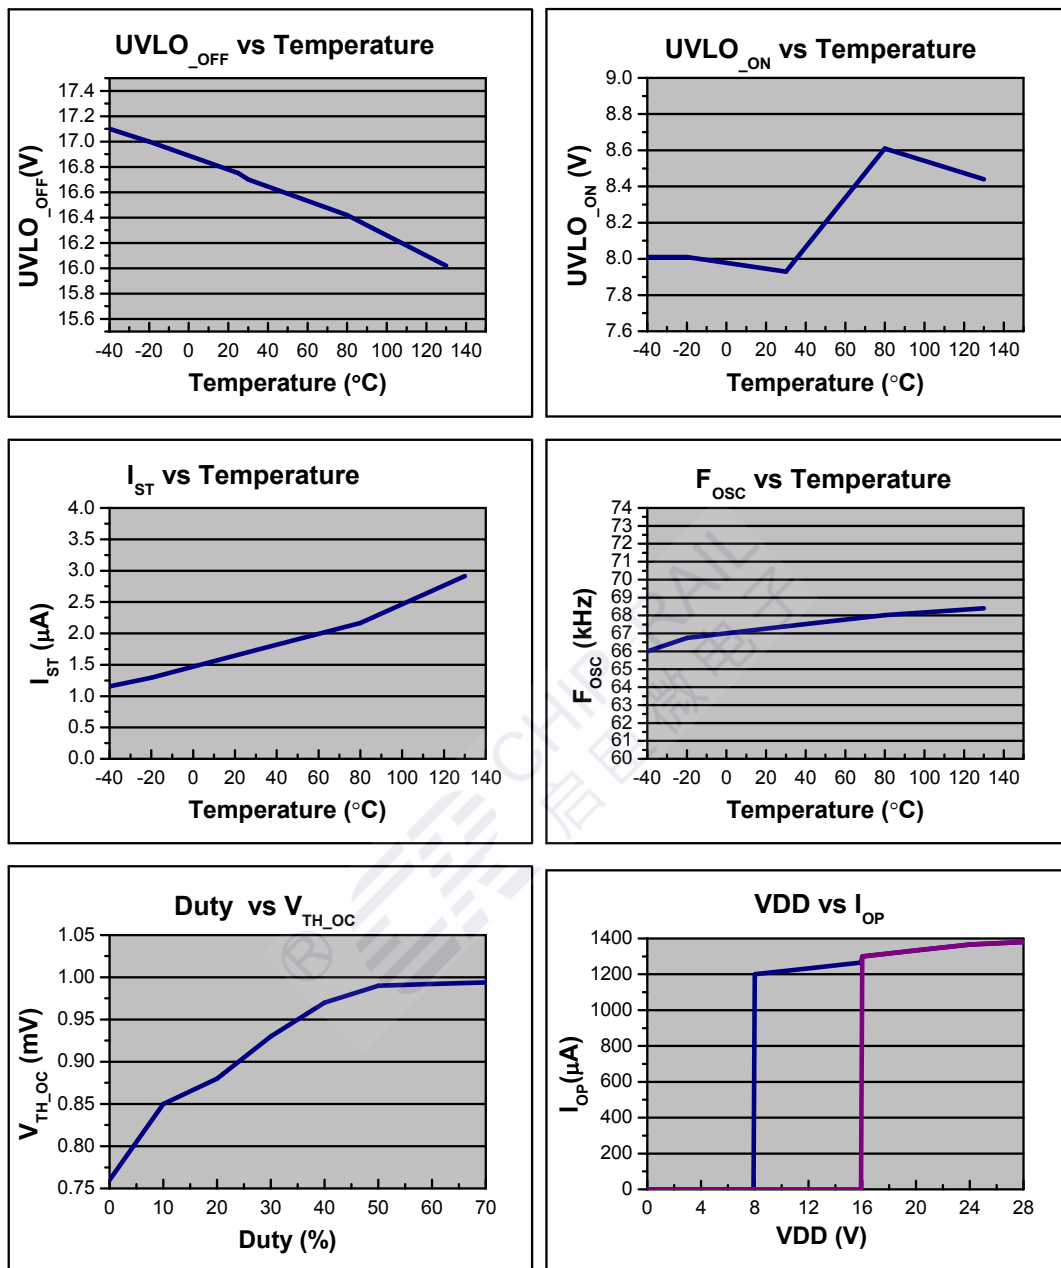 UVLO_OFF vs Temperature
17.4
17.2
17.0
16.8
16.6
16.4
16.2
16.0
15.8
15.6
UVLO_OFF(V)
-40 -20 0 20 40 60 80 100 120 140
Temperature (°C)
UVLO_ON vs Temperature
9.0
8.8
8.6
8.4
8.2
8.0
7.8
7.6
UVLO_ON (V)
-40 -20 0 20 40 60 80 100 120 140
Temperature (°C)
I_ST vs Temperature
4.0
3.5
3.0
2.5
2.0
1.5
1.0
0.5
0.0
I_ST (μA)
-40 -20 0 20 40 60 80 100 120 140
Temperature (°C)
F_OSC vs Temperature
74
73
72
71
70
69
68
67
66
65
64
63
62
61
60
F_OSC (kHz)
-40 -20 0 20 40 60 80 100 120 140
Temperature (°C)
Duty vs V_TH_OC
1.05
1.00
0.95
0.90
0.85
0.80
0.75
V_TH_OC (mV)
0 10 20 30 40 50 60 70
Duty (%)
VDD vs I_OP
1400
1200
1000
800
600
400
200
0
I_OP(μA)
0 4 8 12 16 20 24 28
VDD (V)
CHIP-RAIL
启臣微电子
®